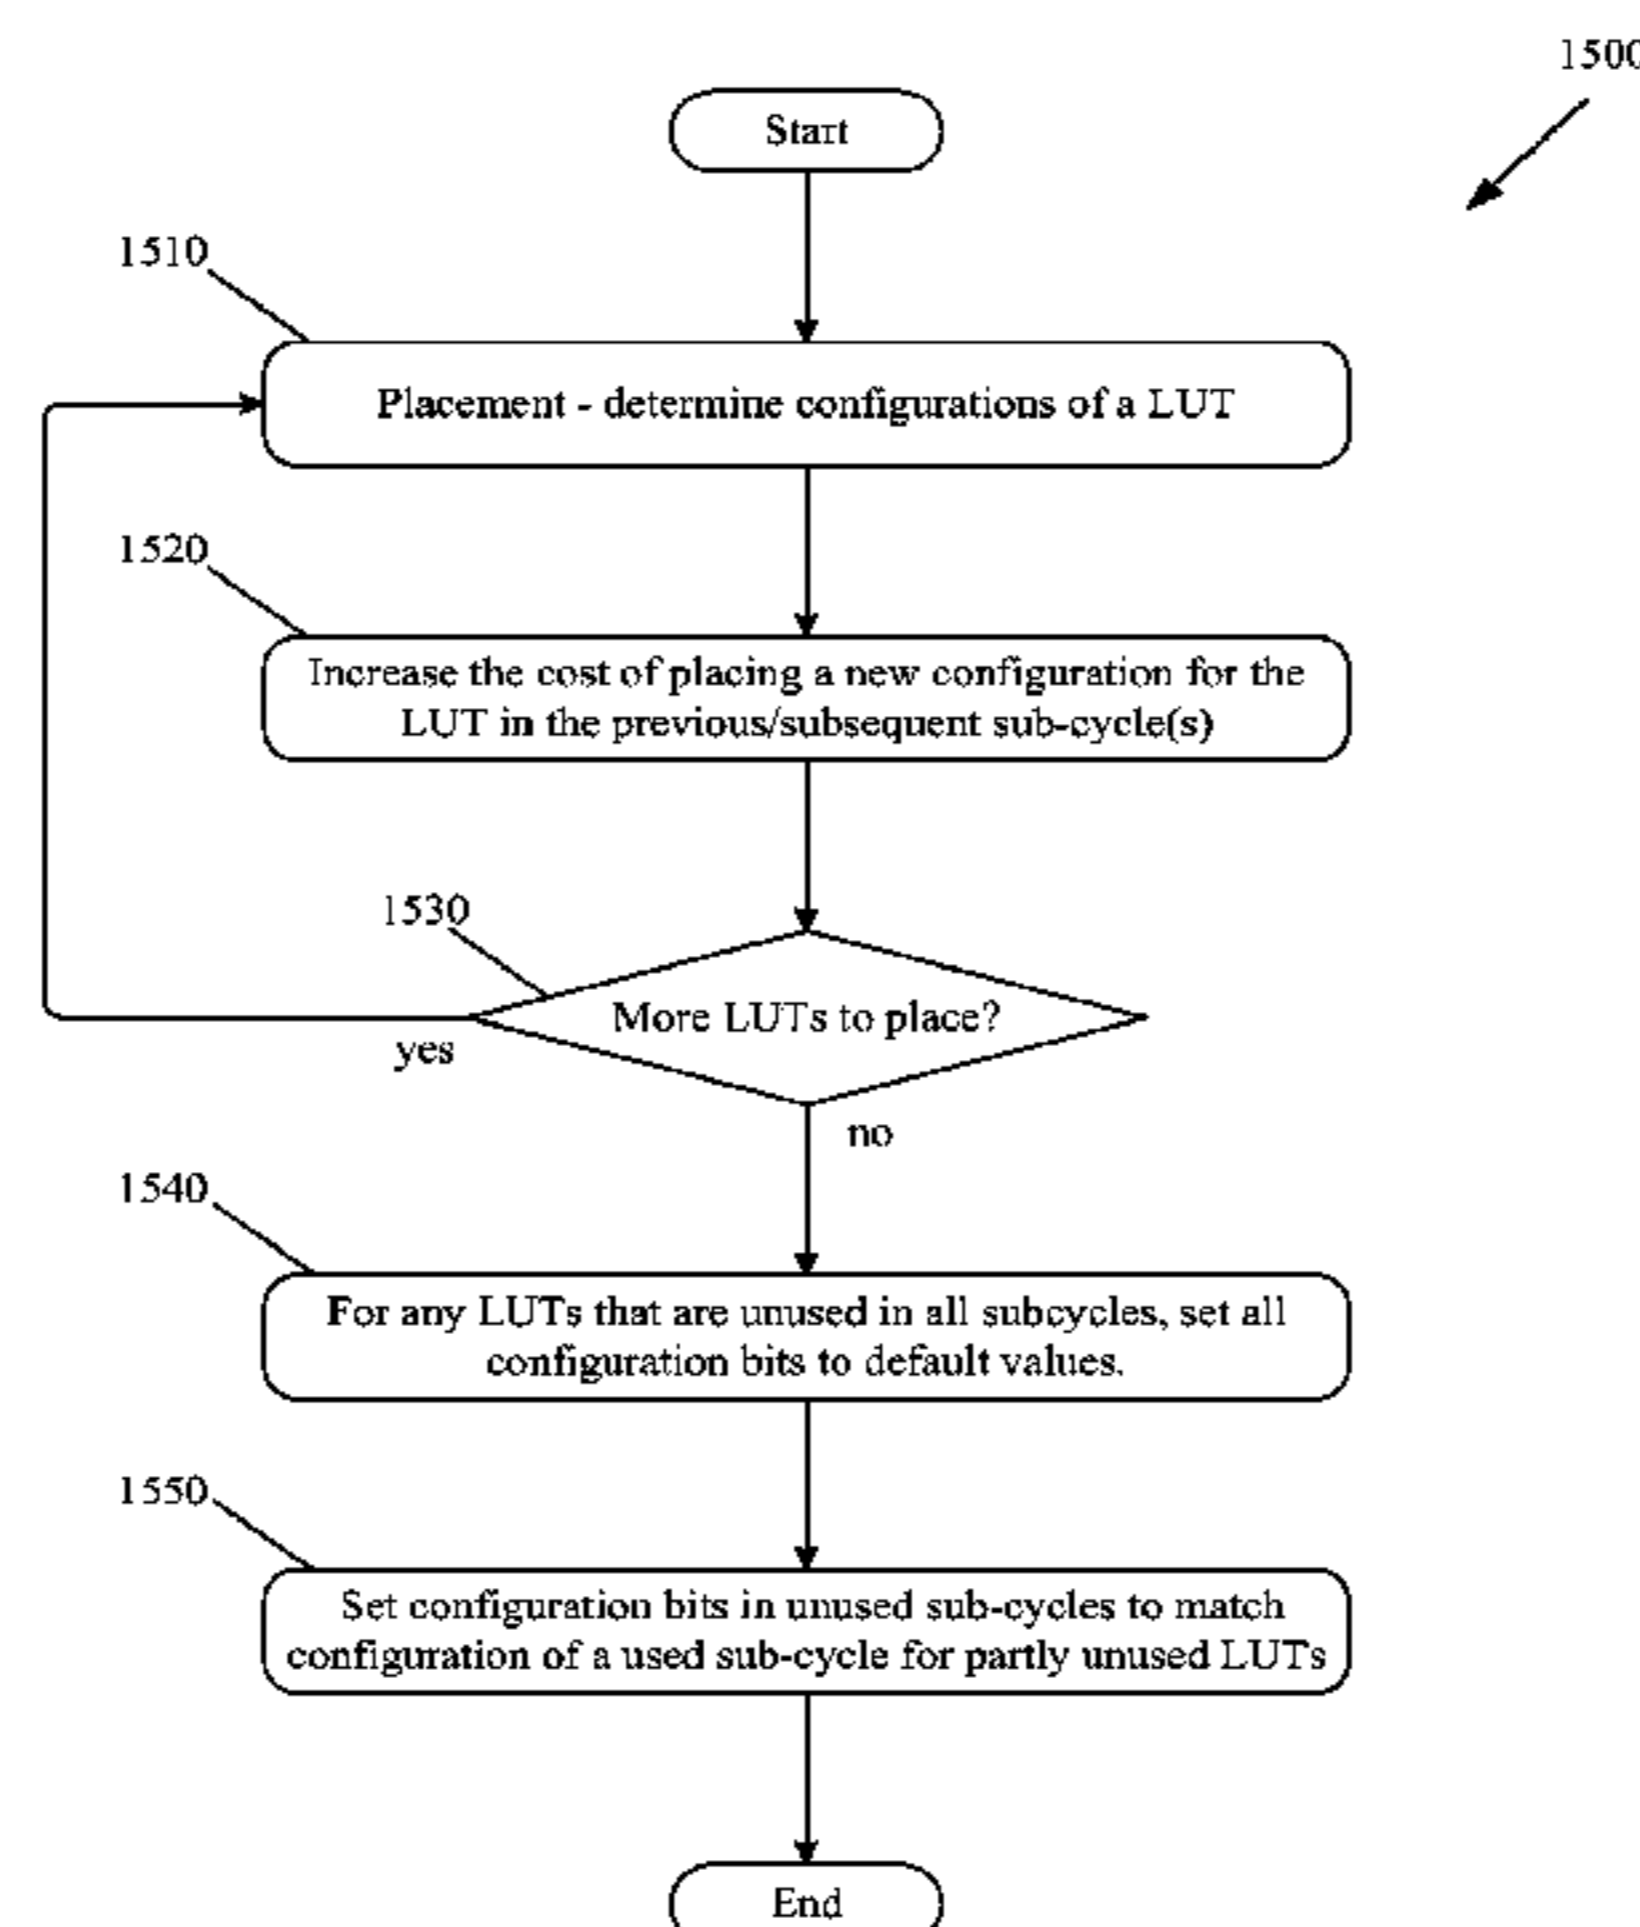 1500
Start
1510
Placement - determine configurations of a LUT
1520
Increase the cost of placing a new configuration for the
LUT in the previous/subsequent sub-cycle(s)
1530
More LUTs to place?
yes
no
1540
For any LUTs that are unused in all subcycles, set all
configuration bits to default values.
1550
Set configuration bits in unused sub-cycles to match
configuration of a used sub-cycle for partly unused LUTs
End